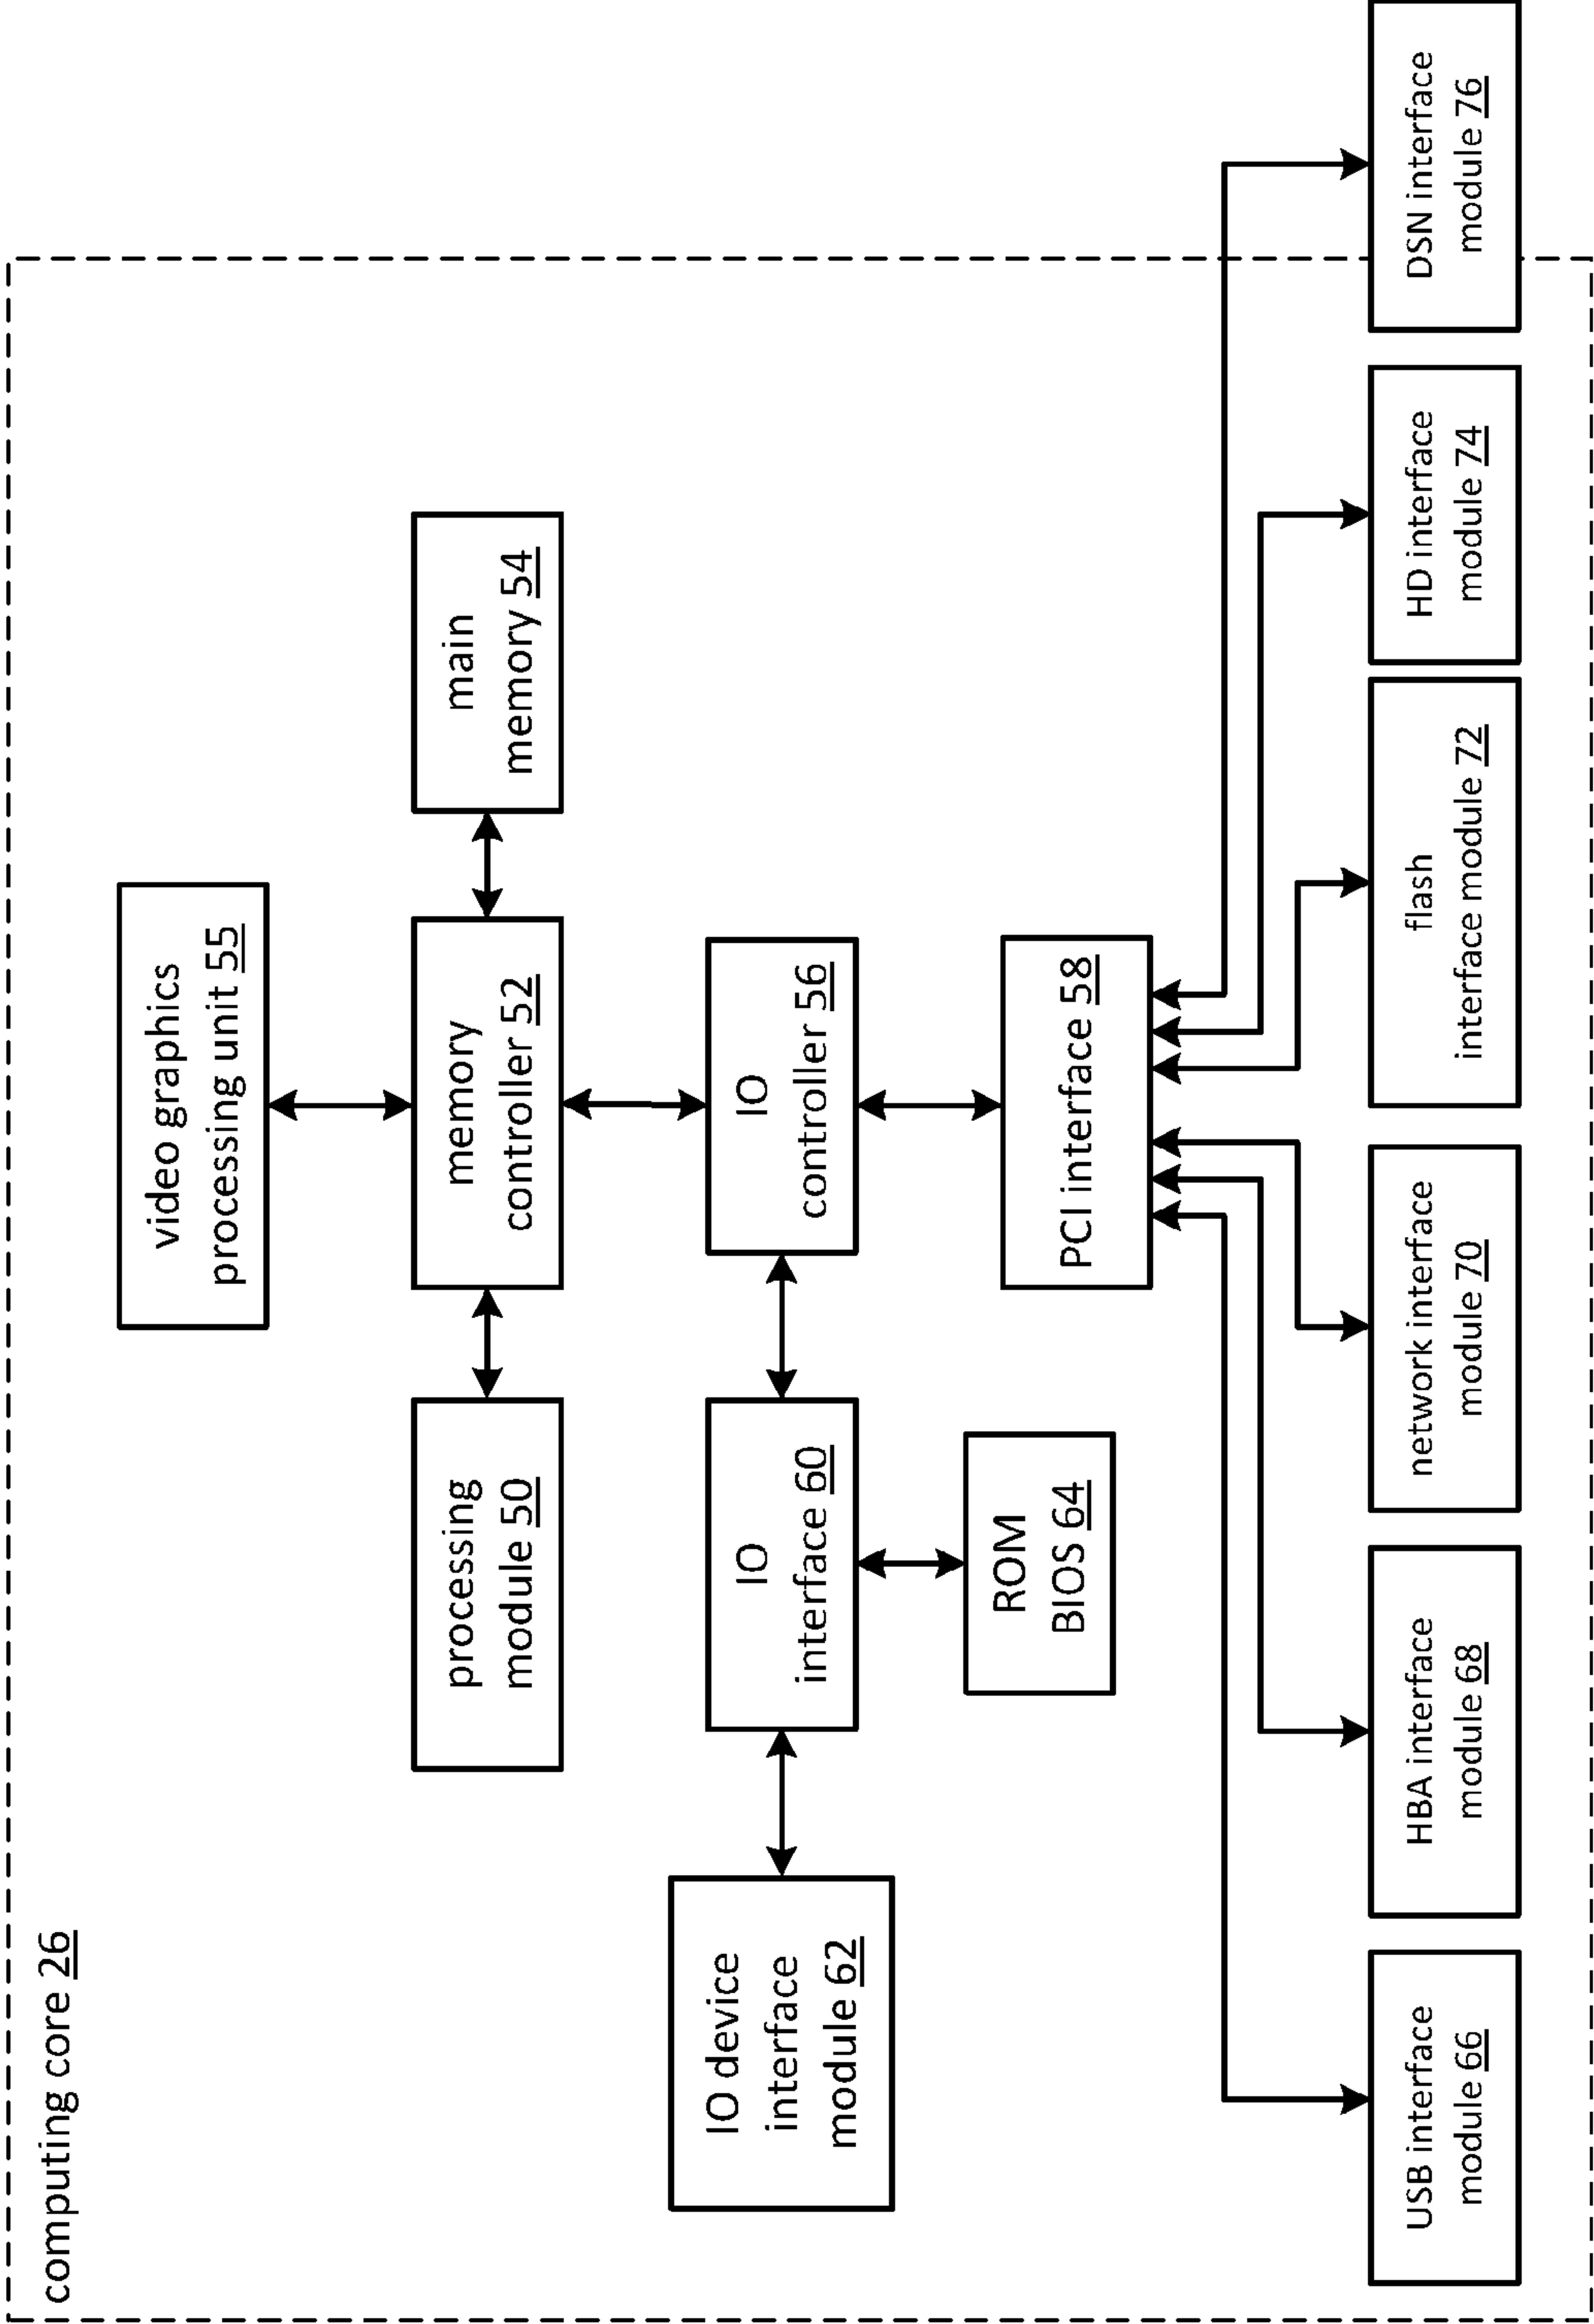 computing core 26
video graphics
processing unit 55
processing
module 50
memory
controller 52
main
memory 54
IO device
interface
module 62
IO
interface 60
IO
controller 56
ROM
BIOS 64
PCI interface 58
USB interface
module 66
HBA interface
module 68
network interface
module 70
flash
interface module 72
HD interface
module 74
DSN interface
module 76